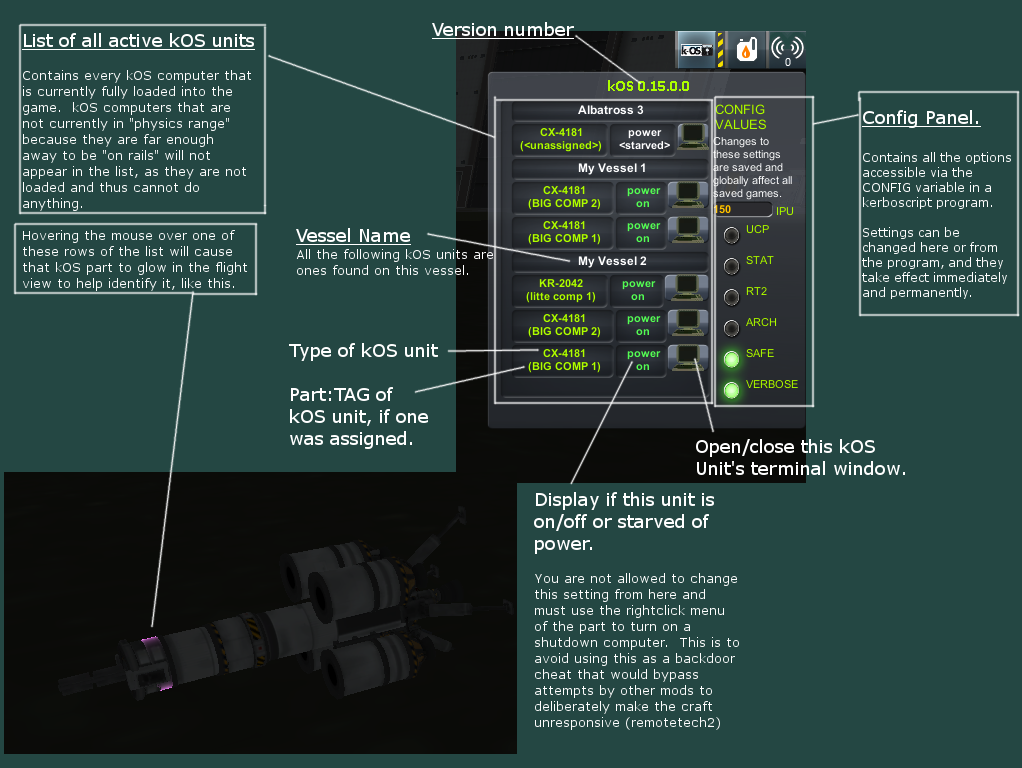 List of all active kOS units
Contains every kOS computer that
is currently fully loaded into the
game.  kOS computers that are
not currently in "physics range"
because they are far enough
away to be "on rails" will not
appear in the list, as they are not
loaded and thus cannot do
anything.
Hovering the mouse over one of
these rows of the list will cause
that kOS part to glow in the flight
view to help identify it, like this.
Version number
kOS
0
kOS 0.15.0.0
Albatross 3
CX-4181
(<unassigned>)
power
<starved>
My Vessel 1
CX-4181
(BIG COMP 2)
power
on
CX-4181
(BIG COMP 1)
power
on
My Vessel 2
KR-2042
(litte comp 1)
power
on
CX-4181
(BIG COMP 2)
power
on
CX-4181
(BIG COMP 1)
power
on
CONFIG
VALUES
Changes to
these settings
are saved and
globally affect all
saved games.
150 IPU
UCP
STAT
RT2
ARCH
SAFE
VERBOSE
Vessel Name
All the following kOS units are
ones found on this vessel.
Type of kOS unit
Part:TAG of
kOS unit, if one
was assigned.
Config Panel.
Contains all the options
accessible via the
CONFIG variable in a
kerboscript program.
Settings can be
changed here or from
the program, and they
take effect immediately
and permanently.
Open/close this kOS
Unit's terminal window.
Display if this unit is
on/off or starved of
power.
You are not allowed to change
this setting from here and
must use the rightclick menu
of the part to turn on a
shutdown computer.  This is to
avoid using this as a backdoor
cheat that would bypass
attempts by other mods to
deliberately make the craft
unresponsive (remotetech2)